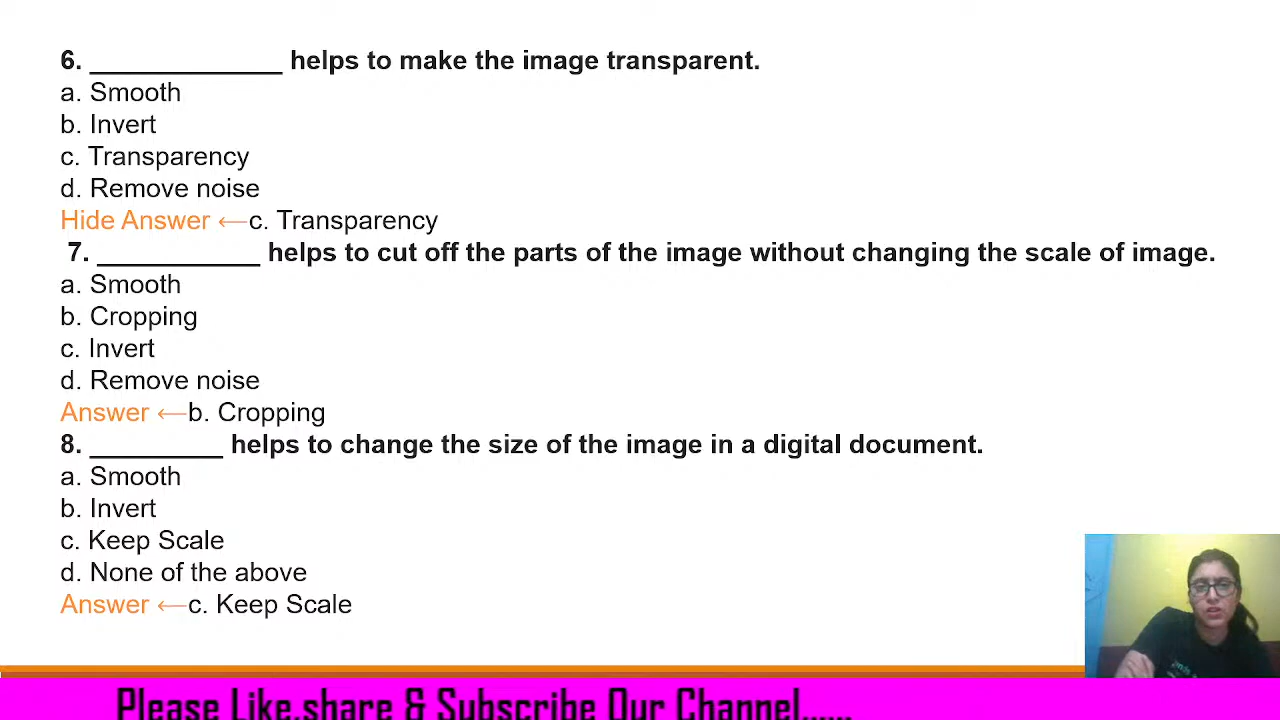 6. _____________ helps to make the image transparent.
a. Smooth
b. Invert
c. Transparency
d. Remove noise
Hide Answer ←c. Transparency
7. ___________ helps to cut off the parts of the image without changing the scale of image.
a. Smooth
b. Cropping
c. Invert
d. Remove noise
Answer ←b. Cropping
8. _________ helps to change the size of the image in a digital document.
a. Smooth
b. Invert
c. Keep Scale
d. None of the above
Answer ←c. Keep Scale
Please Like,share & Subscribe Our Channel......